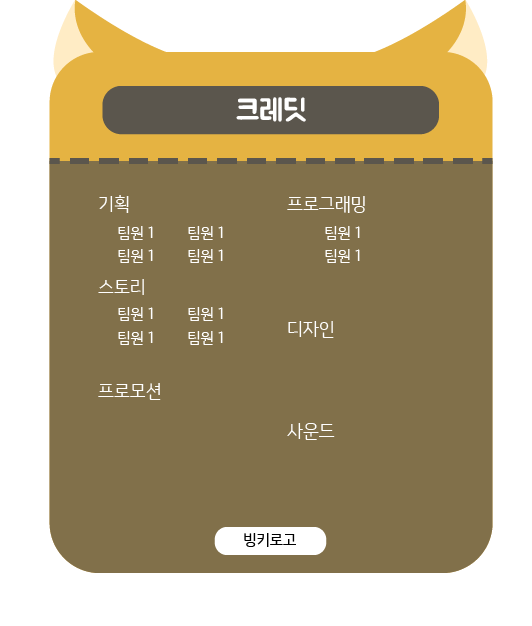 크레딧
기획
팀원 1 팀원 1
팀원 1 팀원 1
스토리
팀원 1 팀원 1
팀원 1 팀원 1
프로모션
프로그래밍
팀원 1
팀원 1
디자인
사운드
빙키로고